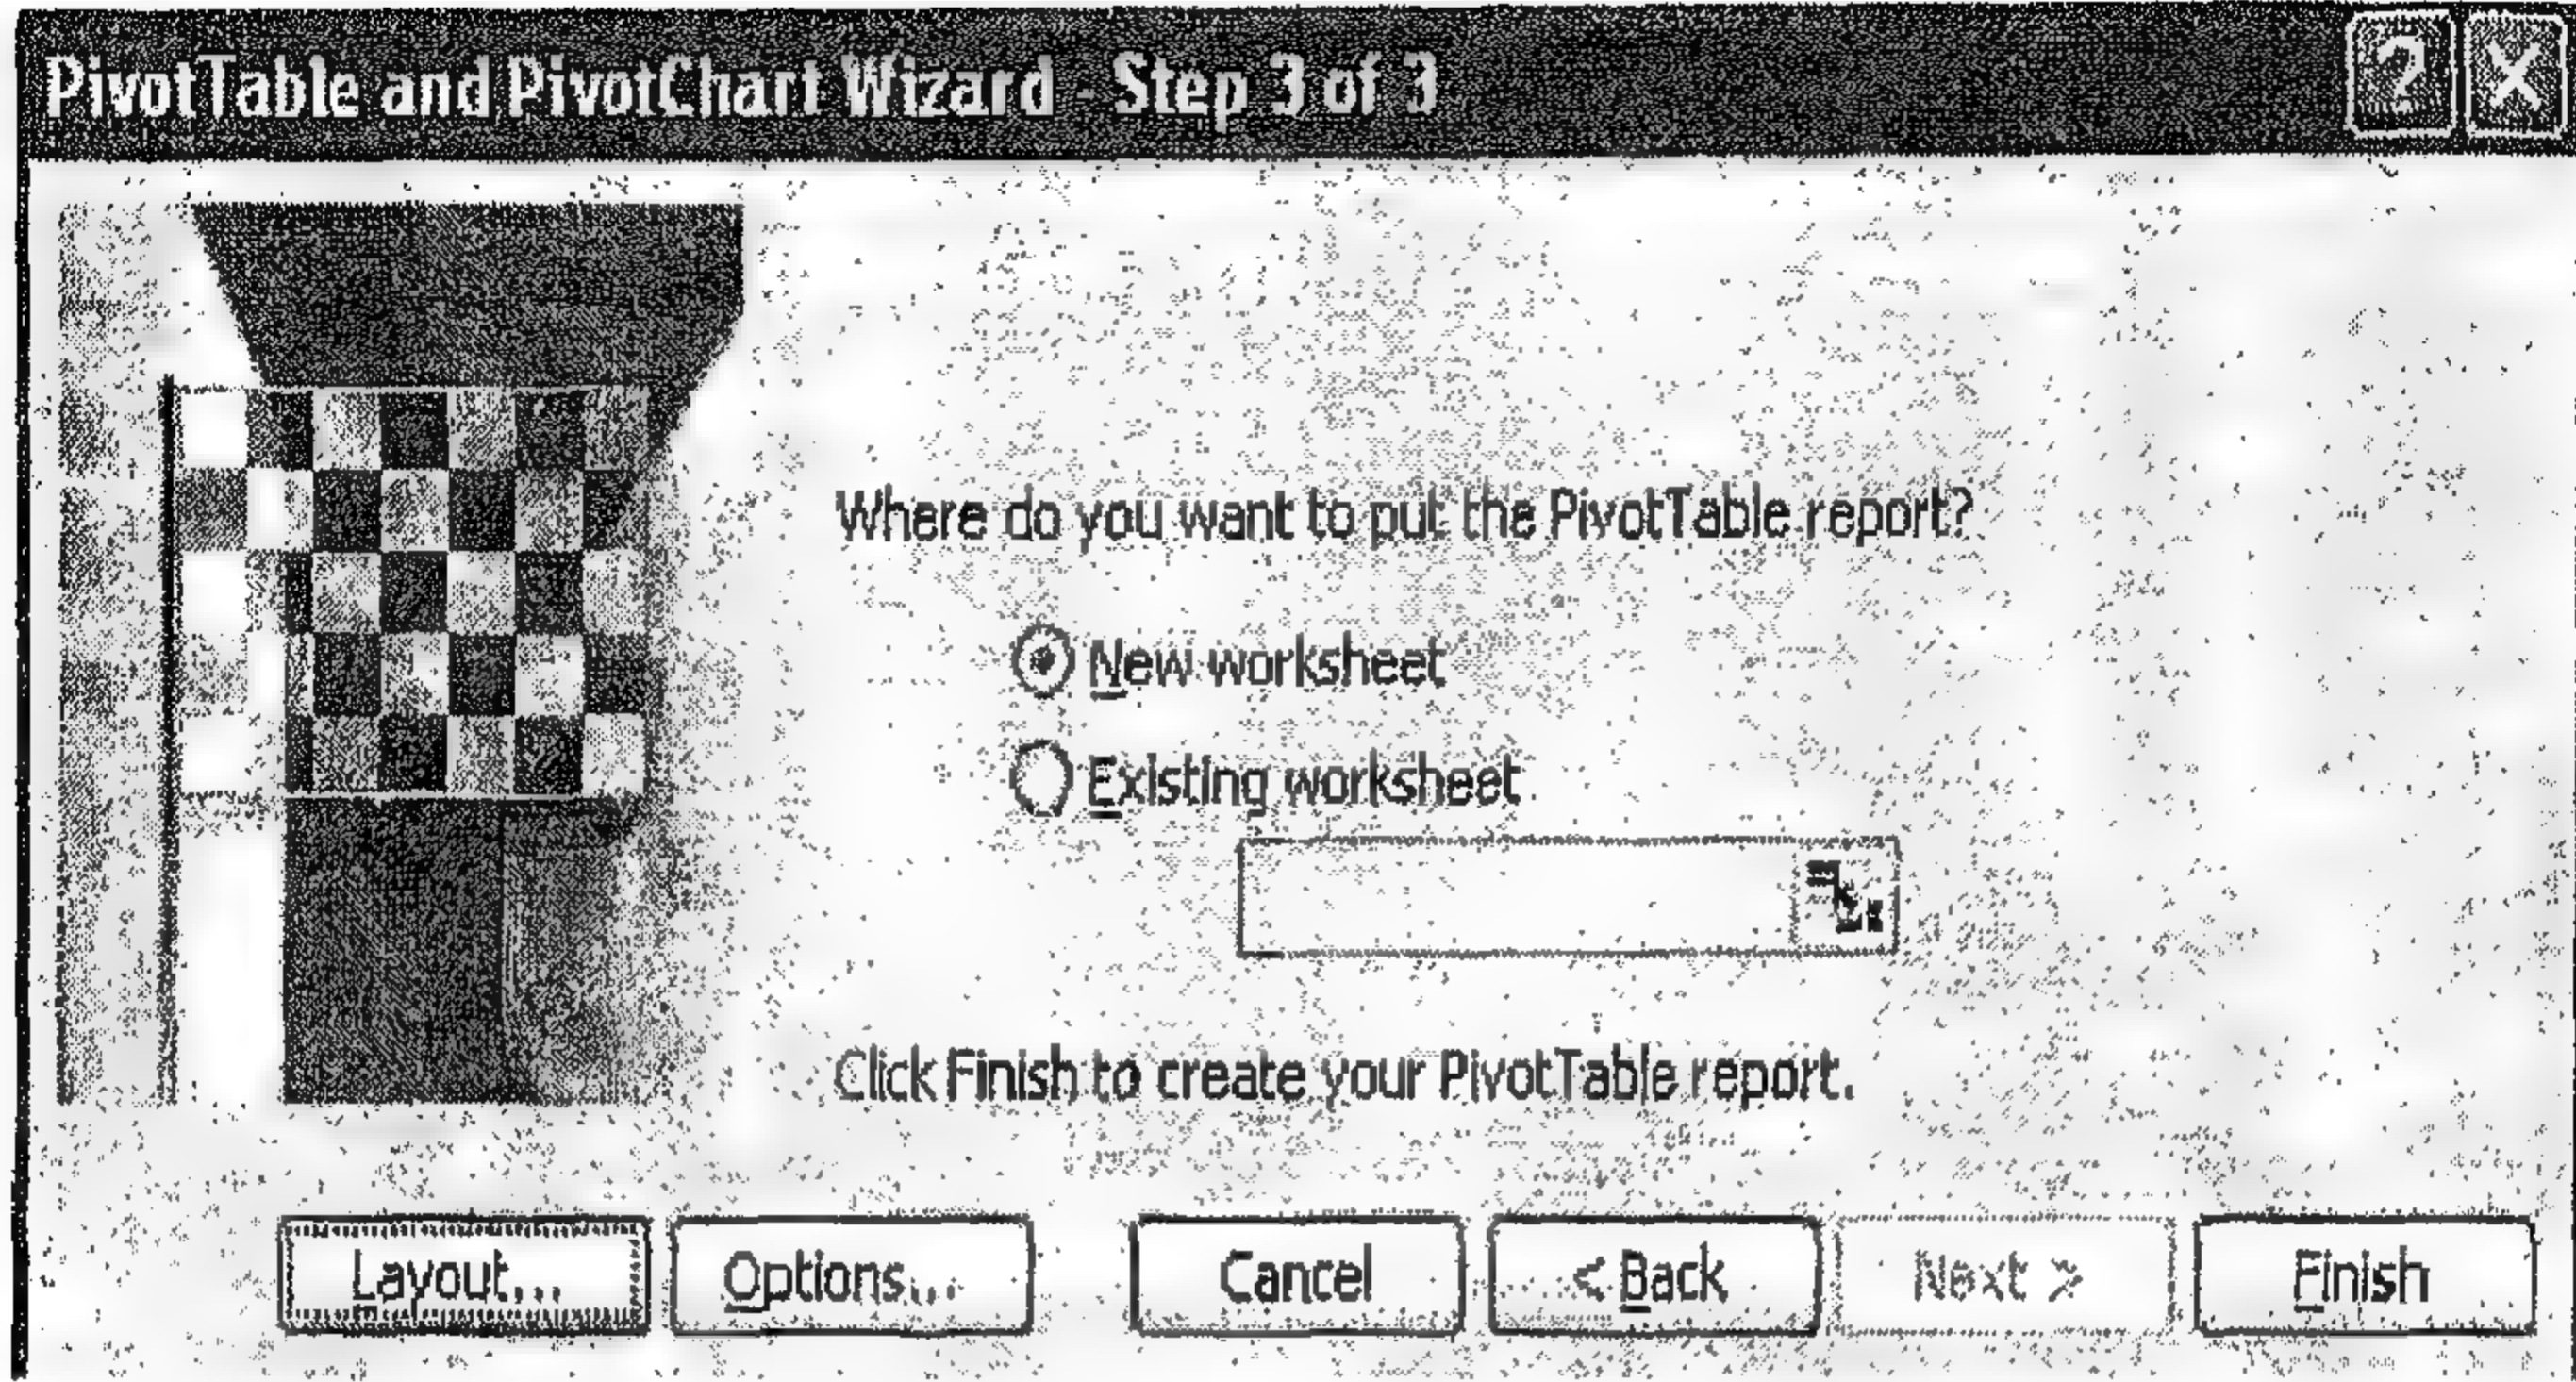 PivotTable and PivotChart Wizard - Step 3 of 3
Where do you want to put the PivotTable report?
New worksheet
Existing worksheet
Click Finish to create your PivotTable report.
Layout... Options... Cancel < Back Next > Finish